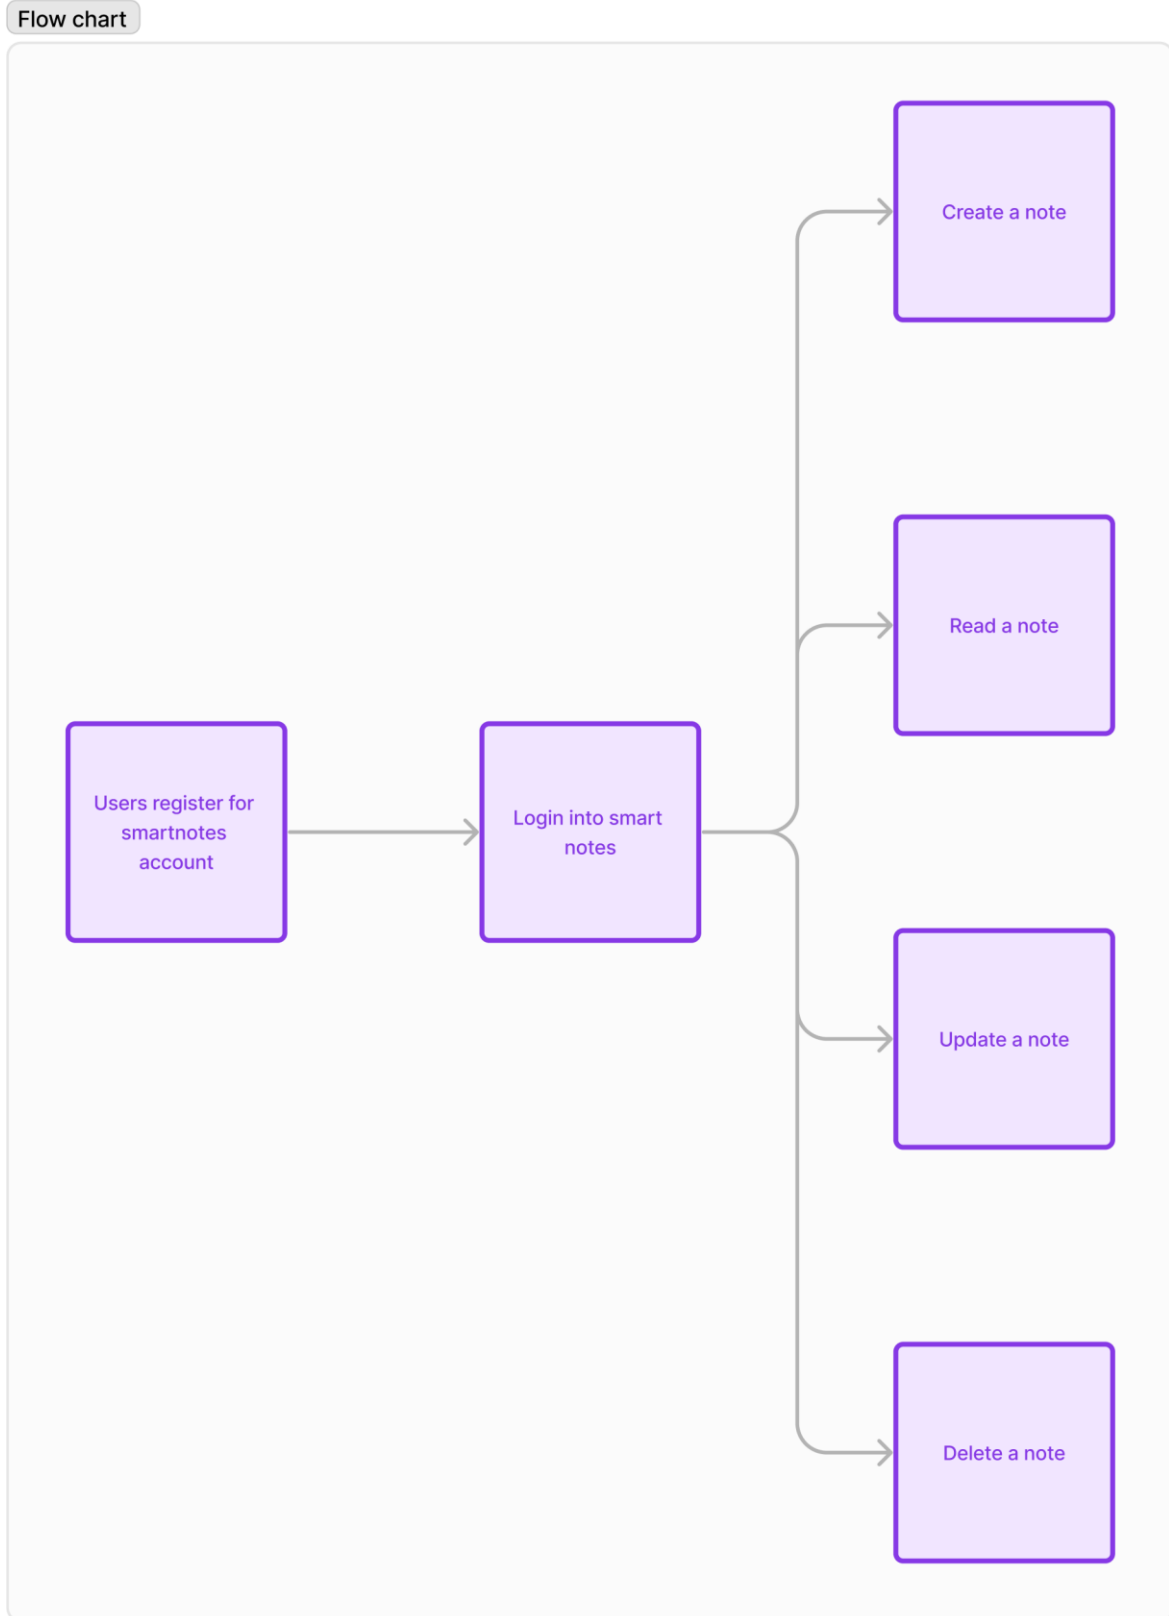 Flow chart
Create a note
Read a note
Users register for
smartnotes
account
Login into smart
notes
Update a note
Delete a note